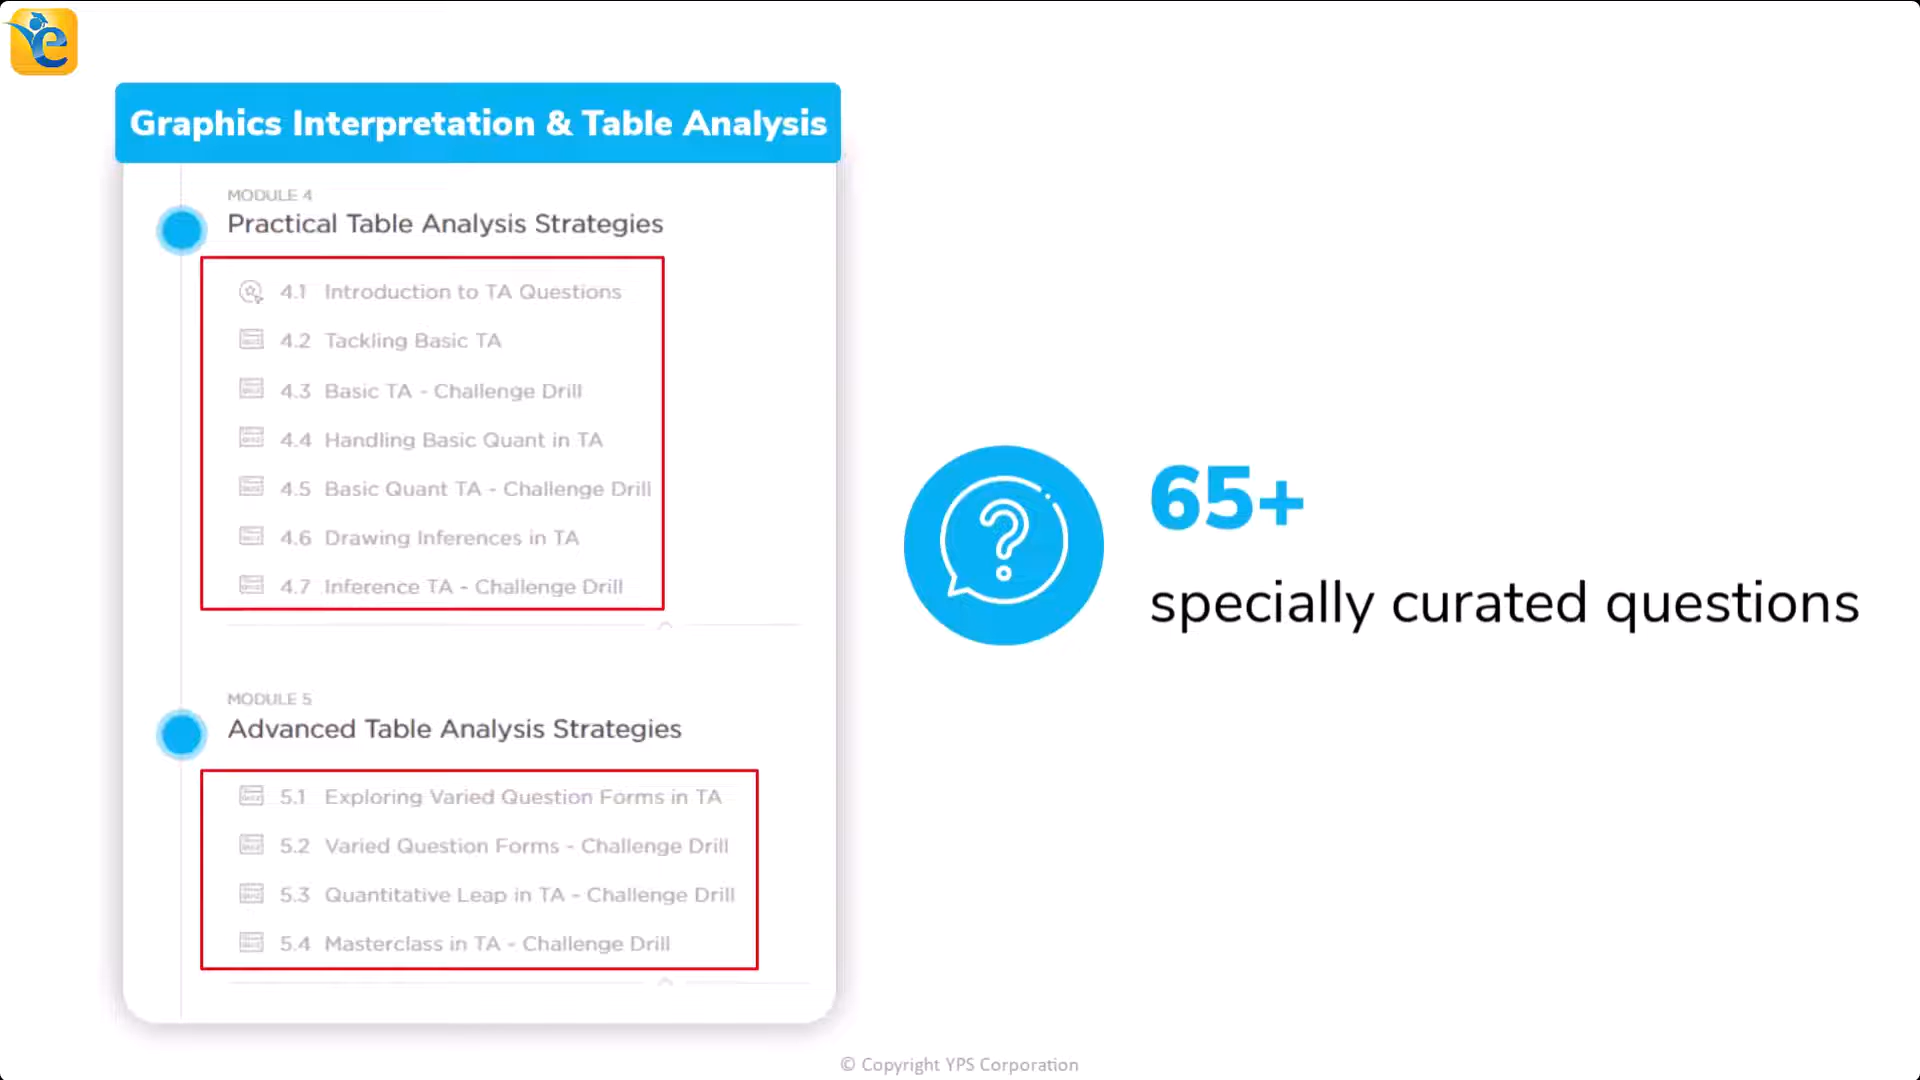 Graphics Interpretation & Table Analysis
MODULE 4
Practical Table Analysis Strategies
4.1 Introduction to TA Questions
4.2 Tackling Basic TA
4.3 Basic TA - Challenge Drill
4.4 Handling Basic Quant in TA
4.5 Basic Quant TA - Challenge Drill
4.6 Drawing Inferences in TA
4.7 Inference TA - Challenge Drill
MODULE 5
Advanced Table Analysis Strategies
5.1 Exploring Varied Question Forms in TA
5.2 Varied Question Forms - Challenge Drill
5.3 Quantitative Leap in TA - Challenge Drill
5.4 Masterclass in TA - Challenge Drill
65+
specially curated questions
© Copyright YPS Corporation